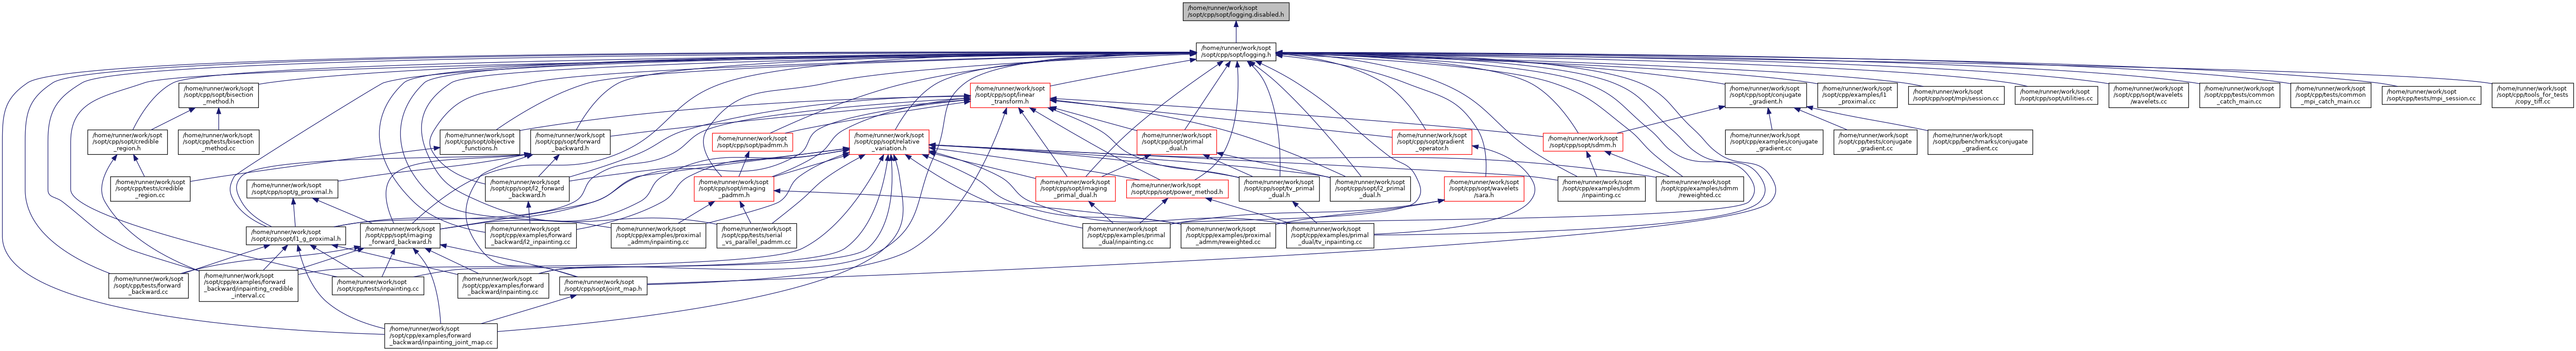 /home/runner/work/sopt
/sopt/cpp/sopt/logging.disabled.h
/home/runner/work/sopt
/sopt/cpp/sopt/logging.h
/home/runner/work/sopt
/sopt/cpp/sopt/bisection
_method.h
/home/runner/work/sopt
/sopt/cpp/sopt/linear
_transform.h
/home/runner/work/sopt
/sopt/cpp/sopt/conjugate
_gradient.h
/home/runner/work/sopt
/sopt/cpp/examples/l1
_proximal.cc
/home/runner/work/sopt
/sopt/cpp/sopt/mpi/session.cc
/home/runner/work/sopt
/sopt/cpp/sopt/utilities.cc
/home/runner/work/sopt
/sopt/cpp/sopt/wavelets
/wavelets.cc
/home/runner/work/sopt
/sopt/cpp/tests/common
_catch_main.cc
/home/runner/work/sopt
/sopt/cpp/tests/common
_mpi_catch_main.cc
/home/runner/work/sopt
/sopt/cpp/tests/mpi_session.cc
/home/runner/work/sopt
/sopt/cpp/tools_for_tests
/copy_tiff.cc
/home/runner/work/sopt
/sopt/cpp/sopt/credible
_region.h
/home/runner/work/sopt
/sopt/cpp/tests/bisection
_method.cc
/home/runner/work/sopt
/sopt/cpp/sopt/objective
_functions.h
/home/runner/work/sopt
/sopt/cpp/sopt/forward
_backward.h
/home/runner/work/sopt
/sopt/cpp/sopt/padmm.h
/home/runner/work/sopt
/sopt/cpp/sopt/relative
_variation.h
/home/runner/work/sopt
/sopt/cpp/sopt/primal
_dual.h
/home/runner/work/sopt
/sopt/cpp/sopt/gradient
_operator.h
/home/runner/work/sopt
/sopt/cpp/sopt/sdmm.h
/home/runner/work/sopt
/sopt/cpp/examples/conjugate
_gradient.cc
/home/runner/work/sopt
/sopt/cpp/tests/conjugate
_gradient.cc
/home/runner/work/sopt
/sopt/cpp/benchmarks/conjugate
_gradient.cc
/home/runner/work/sopt
/sopt/cpp/tests/credible
_region.cc
/home/runner/work/sopt
/sopt/cpp/sopt/g_proximal.h
/home/runner/work/sopt
/sopt/cpp/sopt/l2_forward
_backward.h
/home/runner/work/sopt
/sopt/cpp/sopt/imaging
_padmm.h
/home/runner/work/sopt
/sopt/cpp/sopt/imaging
_primal_dual.h
/home/runner/work/sopt
/sopt/cpp/sopt/power_method.h
/home/runner/work/sopt
/sopt/cpp/sopt/tv_primal
_dual.h
/home/runner/work/sopt
/sopt/cpp/sopt/l2_primal
_dual.h
/home/runner/work/sopt
/sopt/cpp/sopt/wavelets
/sara.h
/home/runner/work/sopt
/sopt/cpp/examples/sdmm
/inpainting.cc
/home/runner/work/sopt
/sopt/cpp/examples/sdmm
/reweighted.cc
/home/runner/work/sopt
/sopt/cpp/sopt/l1_g_proximal.h
/home/runner/work/sopt
/sopt/cpp/sopt/imaging
_forward_backward.h
/home/runner/work/sopt
/sopt/cpp/examples/forward
_backward/l2_inpainting.cc
/home/runner/work/sopt
/sopt/cpp/examples/proximal
_admm/inpainting.cc
/home/runner/work/sopt
/sopt/cpp/tests/serial
_vs_parallel_padmm.cc
/home/runner/work/sopt
/sopt/cpp/examples/primal
_dual/inpainting.cc
/home/runner/work/sopt
/sopt/cpp/examples/proximal
_admm/reweighted.cc
/home/runner/work/sopt
/sopt/cpp/examples/primal
_dual/tv_inpainting.cc
/home/runner/work/sopt
/sopt/cpp/tests/forward
_backward.cc
/home/runner/work/sopt
/sopt/cpp/examples/forward
_backward/inpainting_credible
_interval.cc
/home/runner/work/sopt
/sopt/cpp/tests/inpainting.cc
/home/runner/work/sopt
/sopt/cpp/examples/forward
_backward/inpainting.cc
/home/runner/work/sopt
/sopt/cpp/sopt/joint_map.h
/home/runner/work/sopt
/sopt/cpp/examples/forward
_backward/inpainting_joint_map.cc